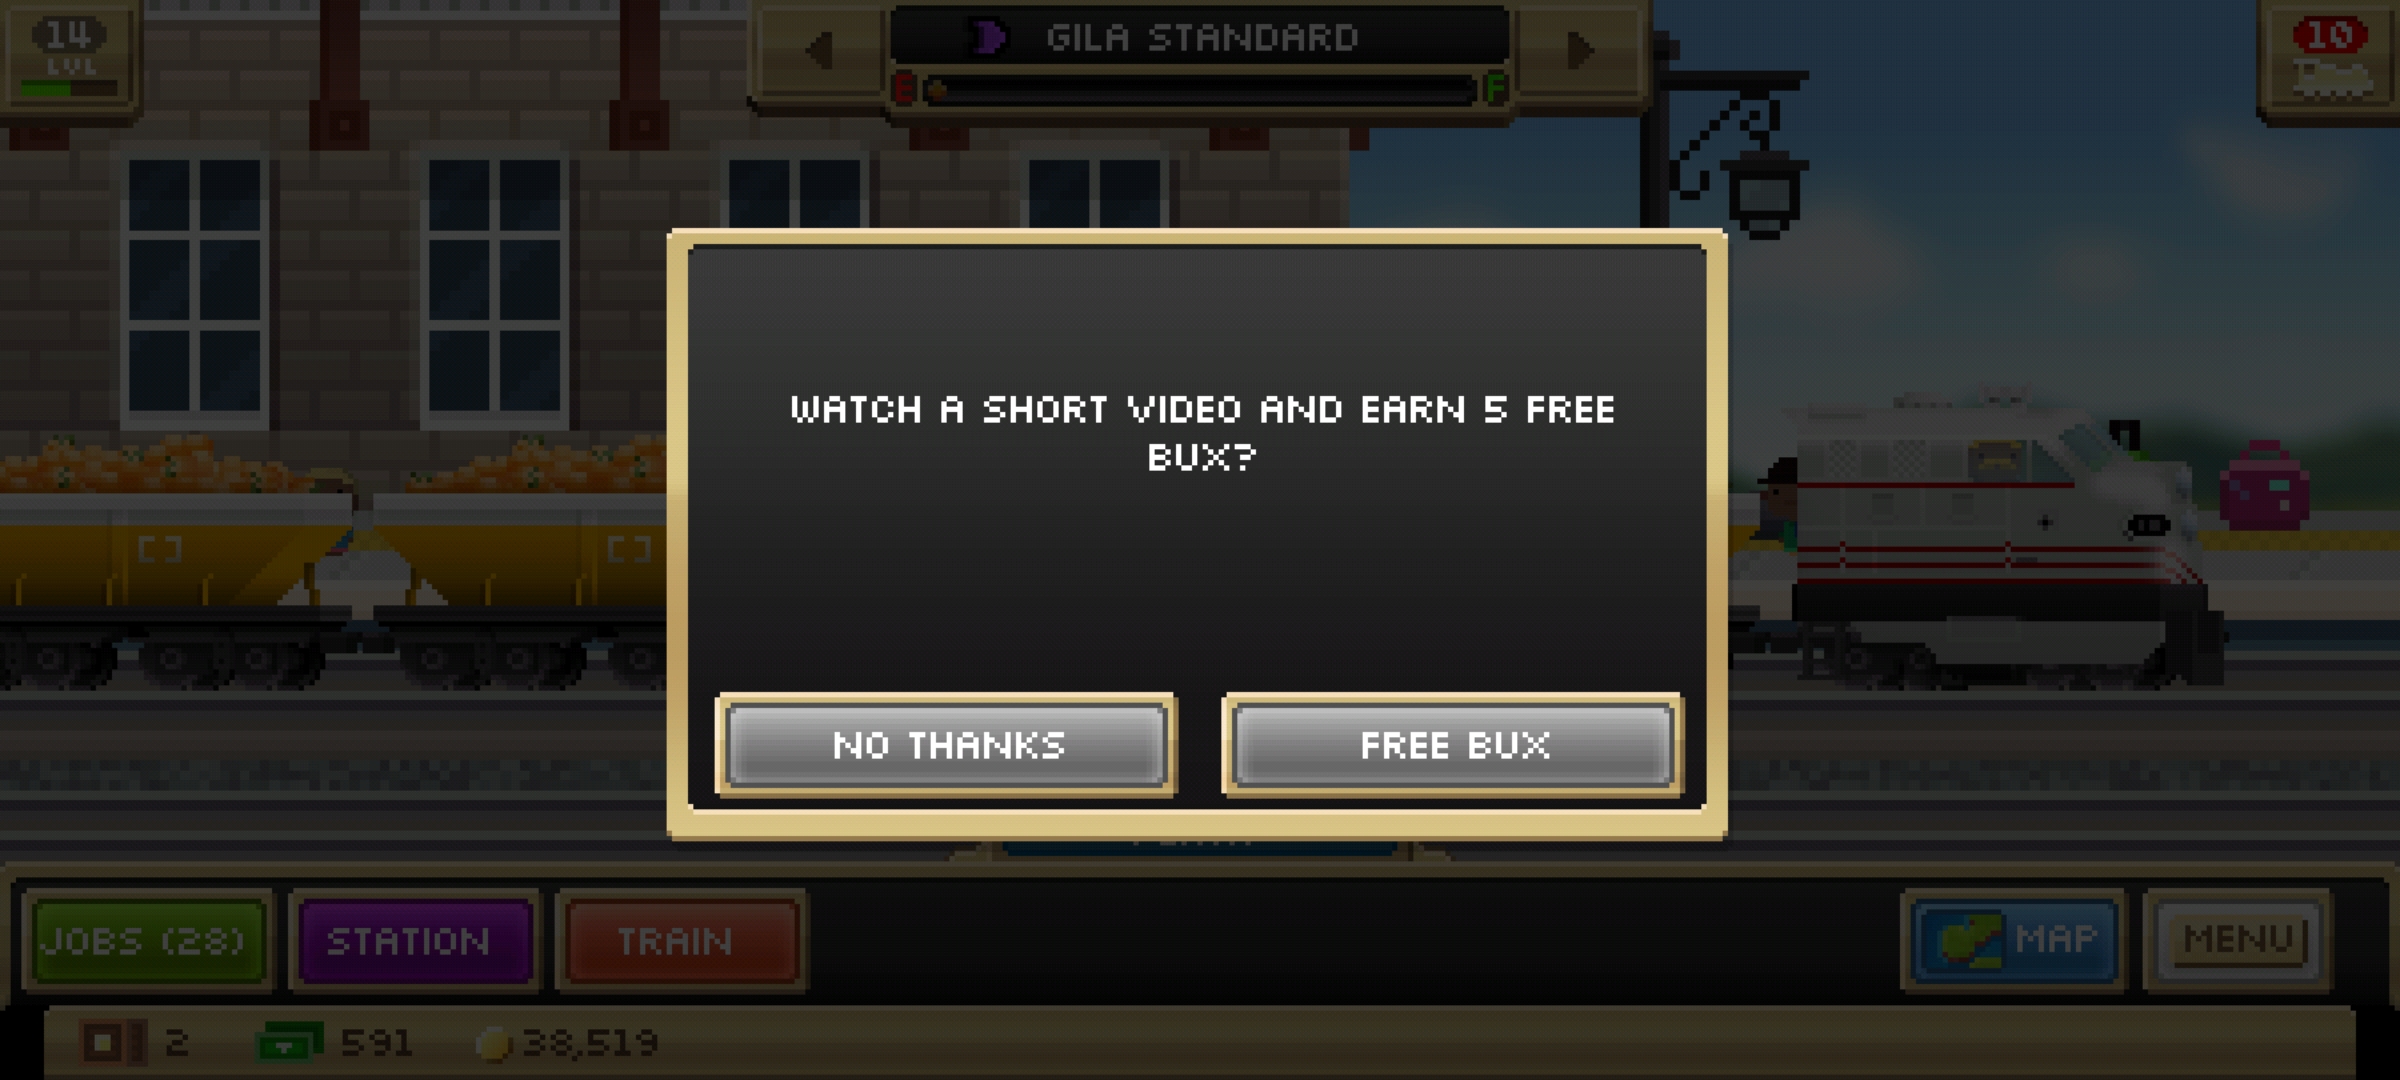 14
LVL
GILA STANDARD
E
F
10
WATCH A SHORT VIDEO AND EARN 5 FREE
BUX?
NO THANKS
FREE BUX
JOBS (28)
STATION
TRAIN
MAP
MENU
2
591
38,519